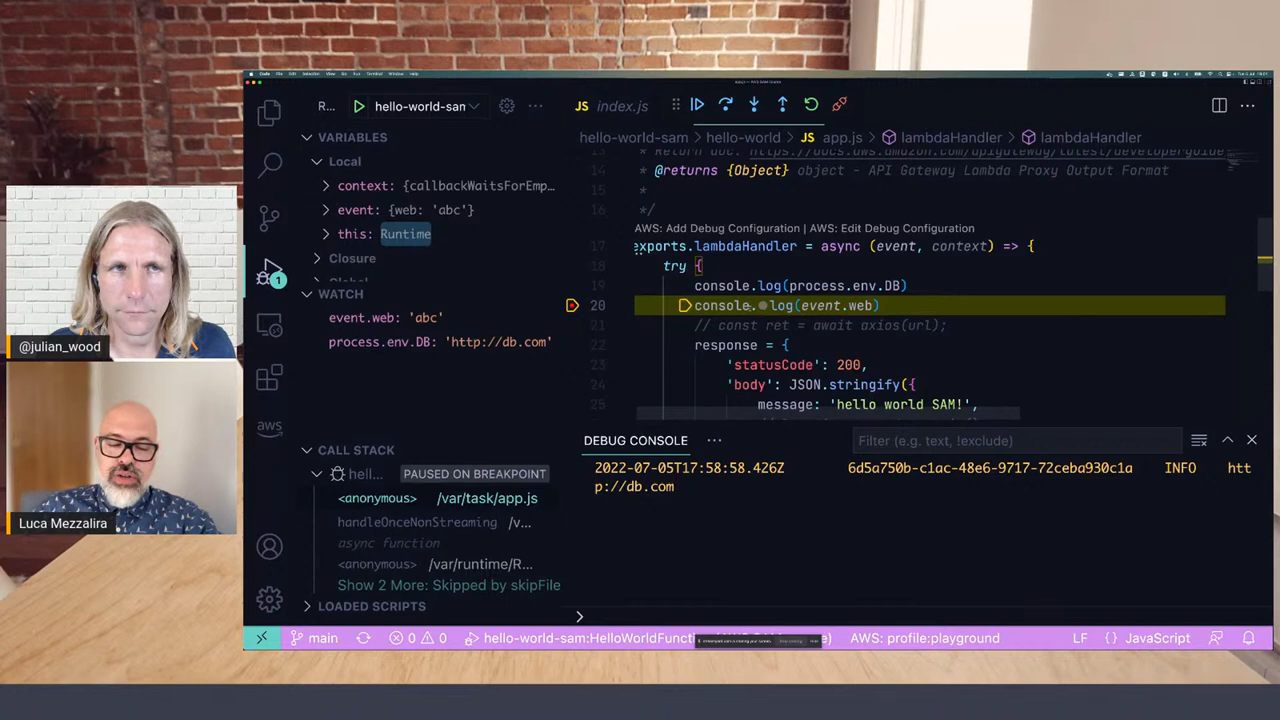 R...
hello-world-san
JS index.js
VARIABLES
Local
context: {callbackWaitsForEmp...
event: {web: 'abc'}
this: Runtime
Closure
WATCH
event.web: 'abc'
process.env.DB: 'http://db.com'
CALL STACK
hell...
PAUSED ON BREAKPOINT
<anonymous> /var/task/app.js
handleOnceNonStreaming /v...
async function
<anonymous> /var/runtime/R...
Show 2 More: Skipped by skipFile
LOADED SCRIPTS
1
aws
hello-world-sam > hello-world > JS app.js > lambdaHandler > lambdaHandler
14 * @returns {Object} object - API Gateway Lambda Proxy Output Format
15 *
16 */
AWS: Add Debug Configuration | AWS: Edit Debug Configuration
17 exports.lambdaHandler = async (event, context) => {
18 try {
19 console.log(process.env.DB)
20 console.log(event.web)
21 // const ret = await axios(url);
22 response = {
23 'statusCode': 200,
24 'body': JSON.stringify({
25 message: 'hello world SAM!',
DEBUG CONSOLE
Filter (e.g. text, !exclude)
2022-07-05T17:58:58.426Z 6d5a750b-c1ac-48e6-9717-72ceba930c1a INFO htt
p://db.com
main
0 0
hello-world-sam:HelloWorldFunc
AWS: profile:playground
LF
{} JavaScript
@julian_wood
Luca Mezzalira